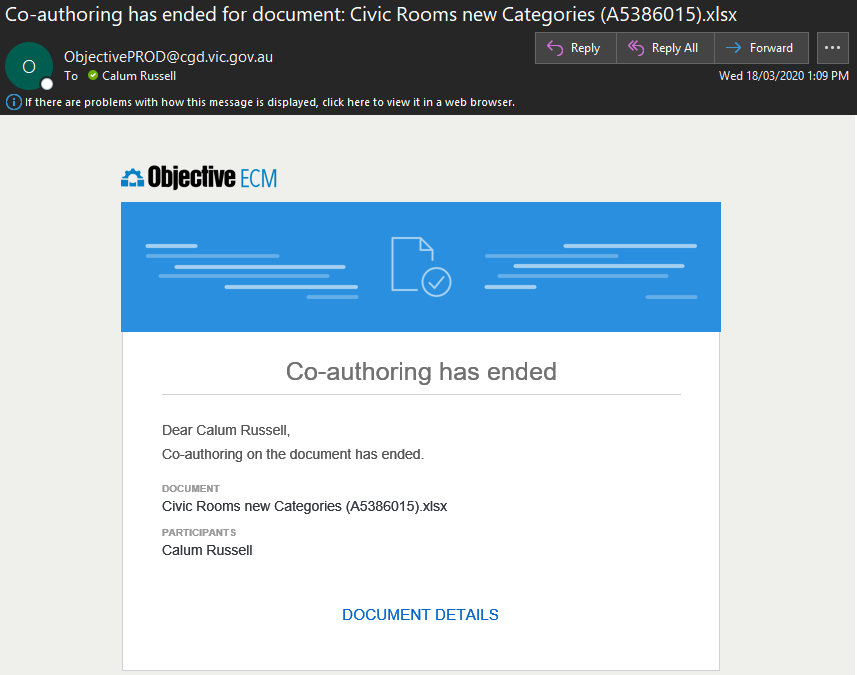 Co-authoring has ended for document: Civic Rooms new Categories (A5386015).xlsx
O
ObjectivePROD@cgd.vic.gov.au
To Calum Russell
Reply
Reply All
Forward
...
Wed 18/03/2020 1:09 PM
If there are problems with how this message is displayed, click here to view it in a web browser.
Objective ECM
Co-authoring has ended
Dear Calum Russell,
Co-authoring on the document has ended.
DOCUMENT
Civic Rooms new Categories (A5386015).xlsx
PARTICIPANTS
Calum Russell
DOCUMENT DETAILS